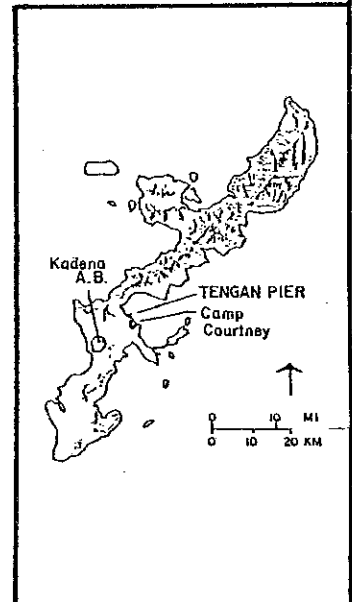 Kadena
A.B.
TENGAN PIER
Camp
Courtney
0 10 MI
0 10 20 KM